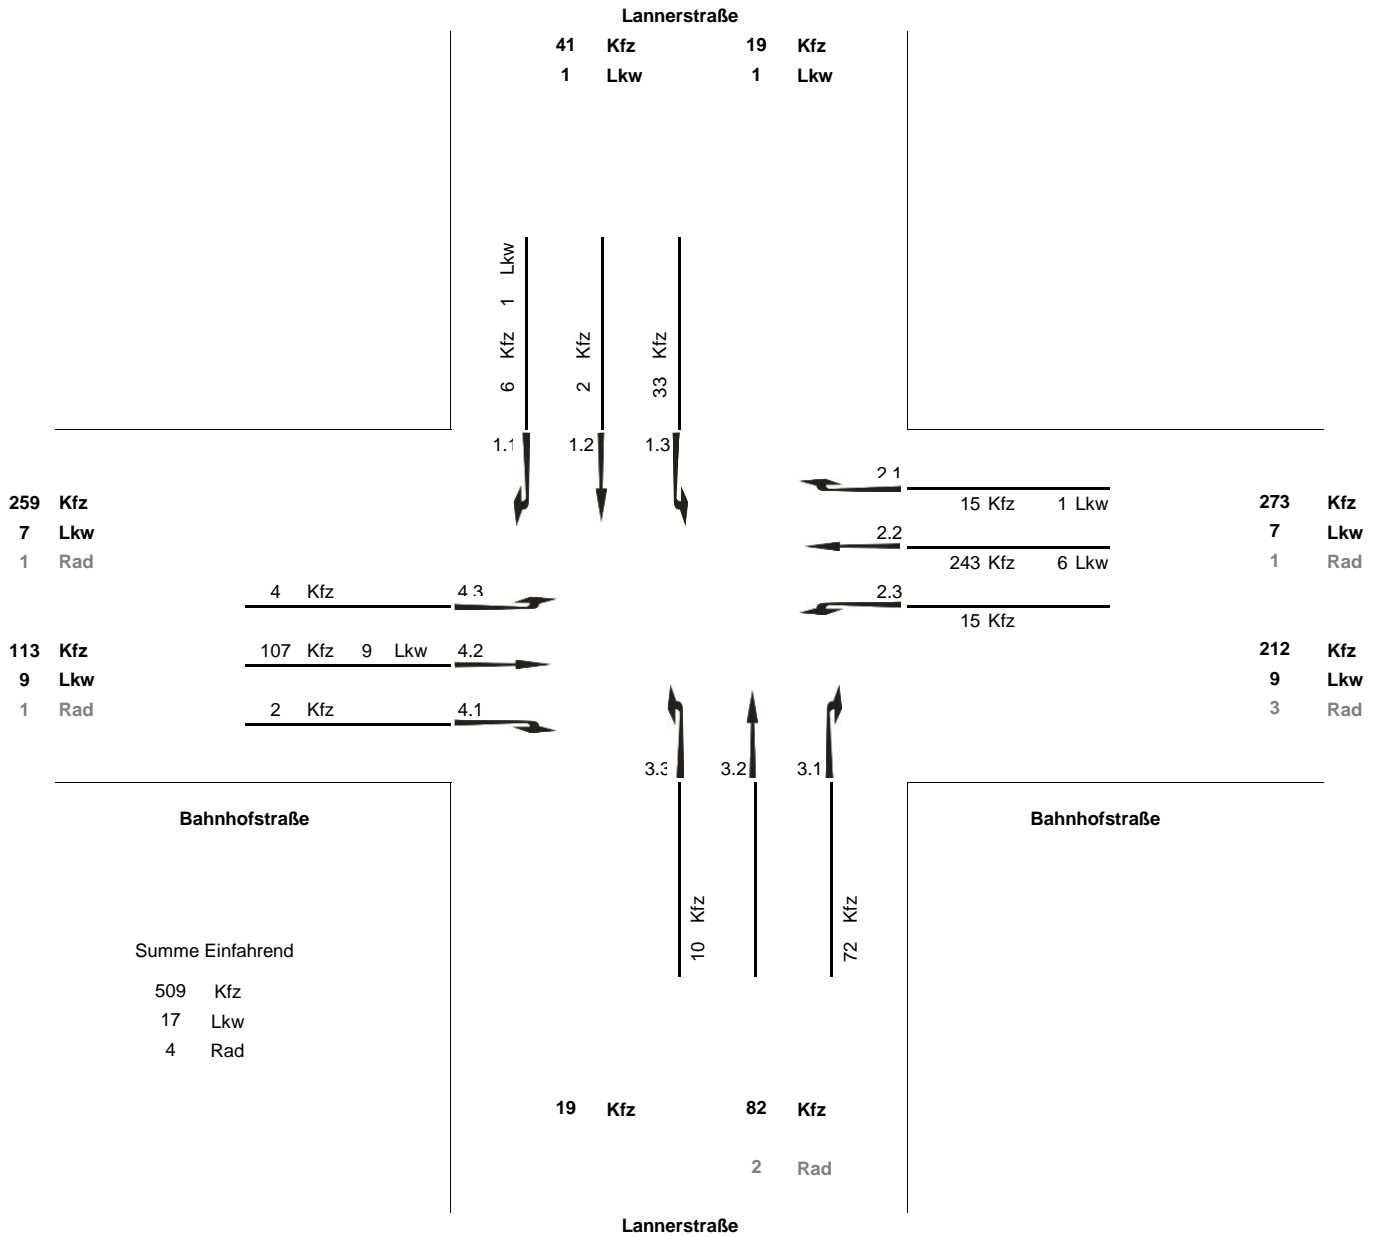 Lannerstraße
41 Kfz 19 Kfz
1 Lkw 1 Lkw
6 Kfz 1 Lkw
2 Kfz
33 Kfz
1.1 1.2 1.3
2.1
15 Kfz 1 Lkw
259 Kfz
7 Lkw
1 Rad
273 Kfz
7 Lkw
1 Rad
2.2
243 Kfz 6 Lkw
2.3
15 Kfz
4 Kfz 4.3
107 Kfz 9 Lkw 4.2
2 Kfz 4.1
113 Kfz
9 Lkw
1 Rad
212 Kfz
9 Lkw
3 Rad
3.3 3.2 3.1
10 Kfz
72 Kfz
Bahnhofstraße Bahnhofstraße
Summe Einfahrend
509 Kfz
17 Lkw
4 Rad
19 Kfz 82 Kfz
2 Rad
Lannerstraße